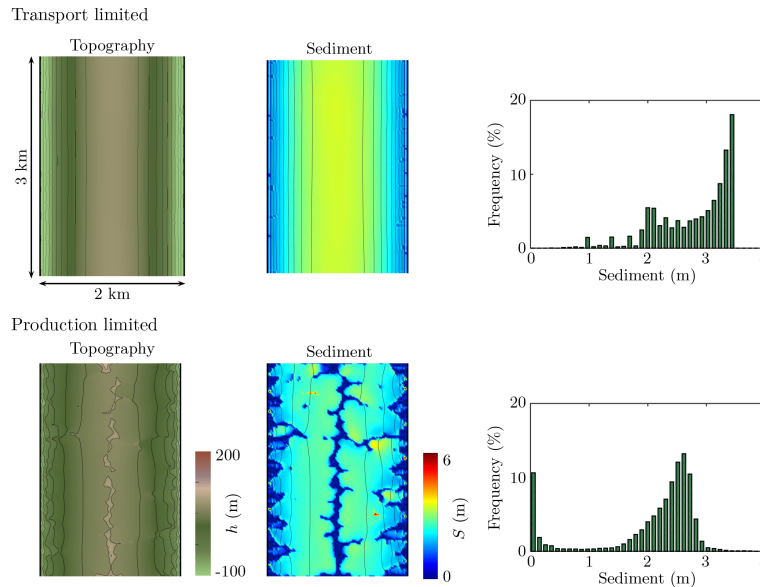 Transport limited
Topography
Sediment
3 km
2 km
20
10
0
Frequency (%)
0
1
2
3
Sediment (m)
Production limited
Topography
Sediment
200
h (m)
-100
6
S (m)
0
20
10
0
Frequency (%)
0
1
2
3
Sediment (m)